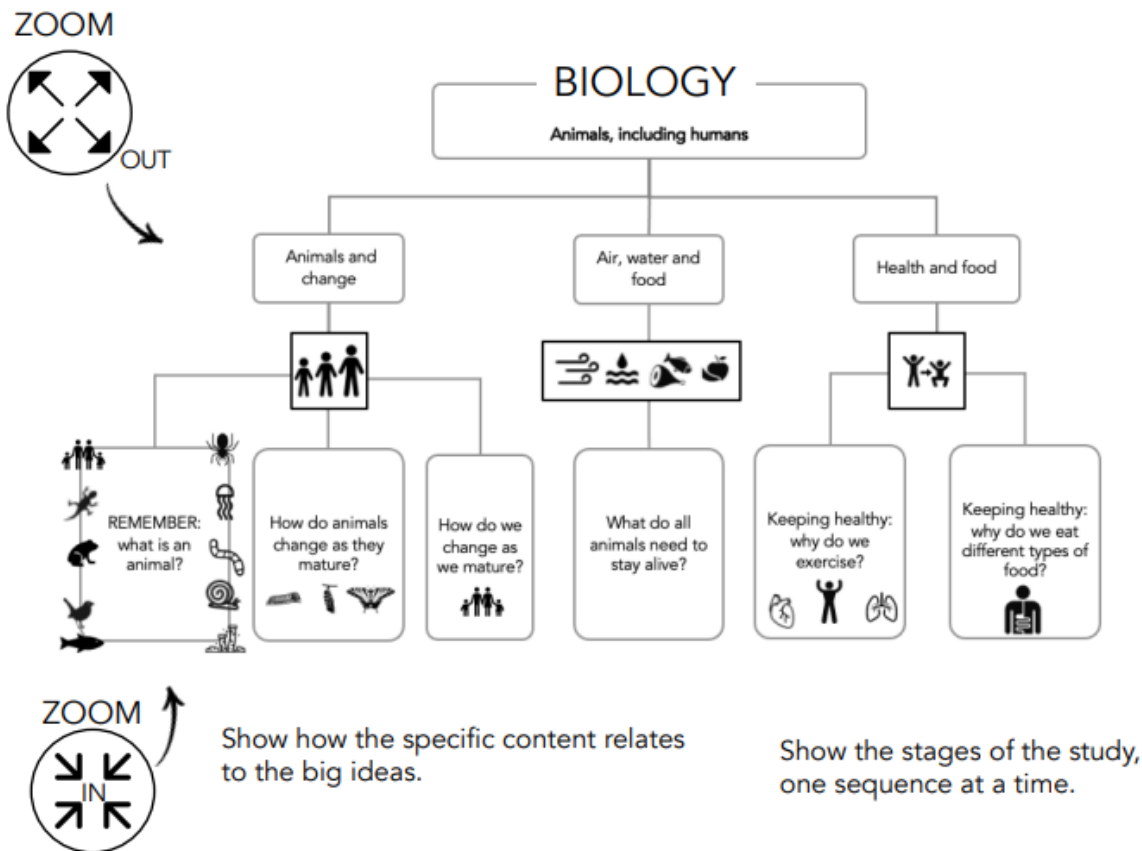 ZOOM
OUT
BIOLOGY
Animals, including humans
Animals and
change
Air, water and
food
Health and food
REMEMBER:
what is an
animal?
How do animals
change as they
mature?
How do we
change as
we mature?
What do all
animals need to
stay alive?
Keeping healthy:
why do we
exercise?
Keeping healthy:
why do we eat
different types of
food?
ZOOM
IN
Show how the specific content relates
to the big ideas.
Show the stages of the study,
one sequence at a time.